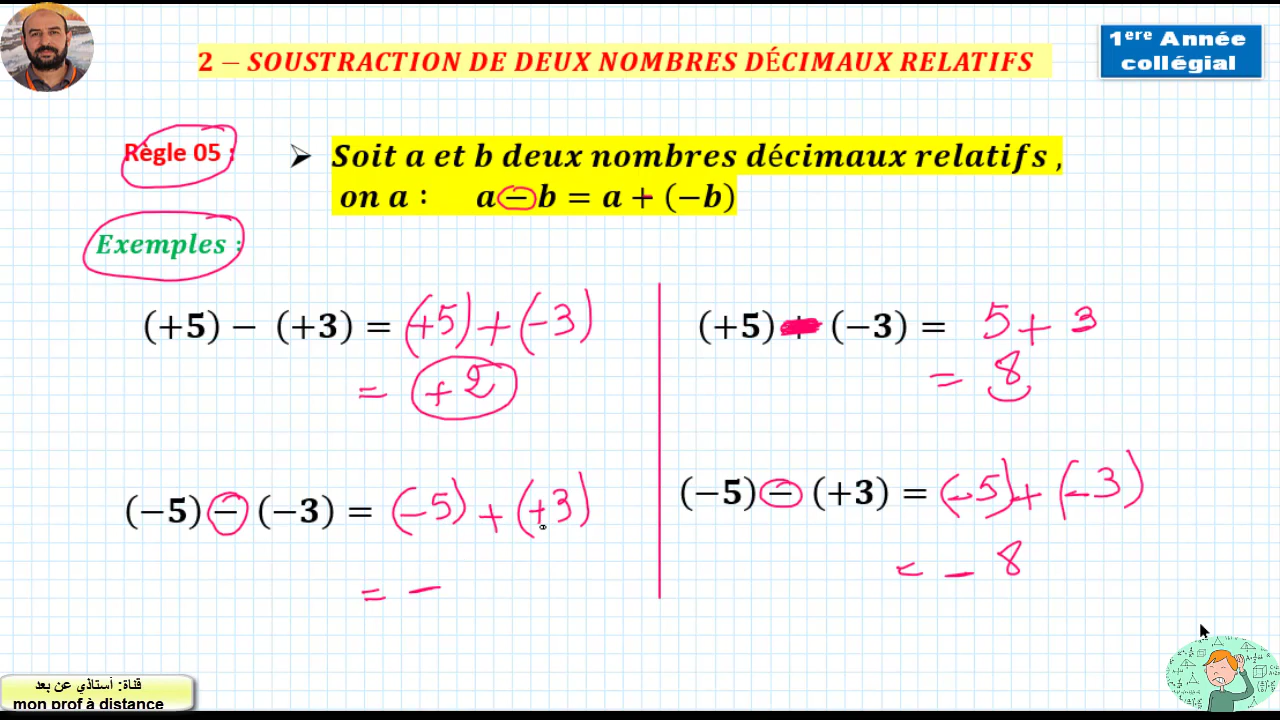 2 – SOUSTRACTION DE DEUX NOMBRES DÉCIMAUX RELATIFS
1ere Année
collégial
Règle 05 :
➢ Soit a et b deux nombres décimaux relatifs ,
on a : a − b = a + (−b)
Exemples :
(+5) − (+3) = (+5) + (−3)
= +2
(+5) (−3) = 5 + 3
= 8
(−5) − (−3) = (−5) + (+3)
= −
(−5) − (+3) = (−5) + (−3)
= − 8
قناة: أستاذي عن بعد
mon prof à distance